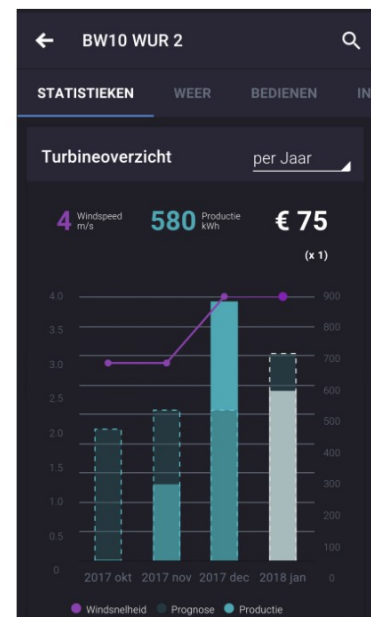 BW10 WUR 2
STATISTIEKEN WEER BEDIENEN IN
Turbineoverzicht per Jaar
4 Windspeed m/s 580 Productie kWh € 75
(x 1)
4.0 900
3.5 800
3.0 700
2.5 600
2.0 500
1.5 400
1.0 300
200
0.5 100
0 2017 okt 2017 nov 2017 dec 2018 jan 0
Windsnelheid Prognose Productie